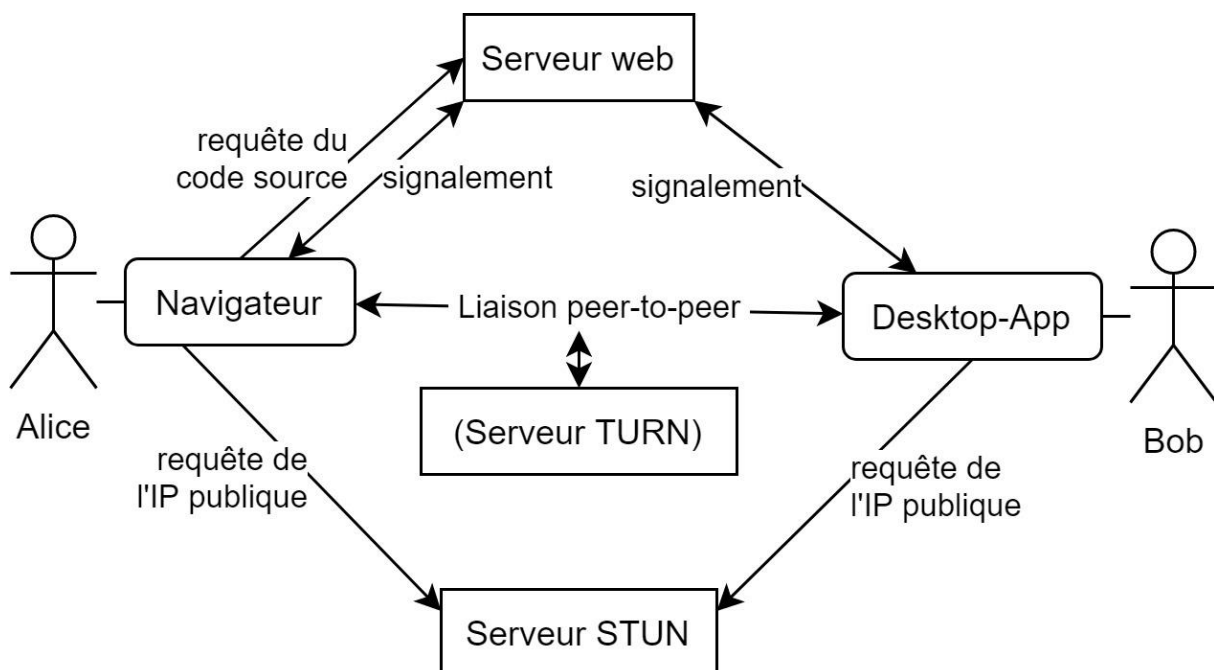 Serveur web
requête du
code source
signalement
signalement
Navigateur
Liaison peer-to-peer
Desktop-App
Alice
(Serveur TURN)
Bob
requête de
l'IP publique
requête de
l'IP publique
Serveur STUN